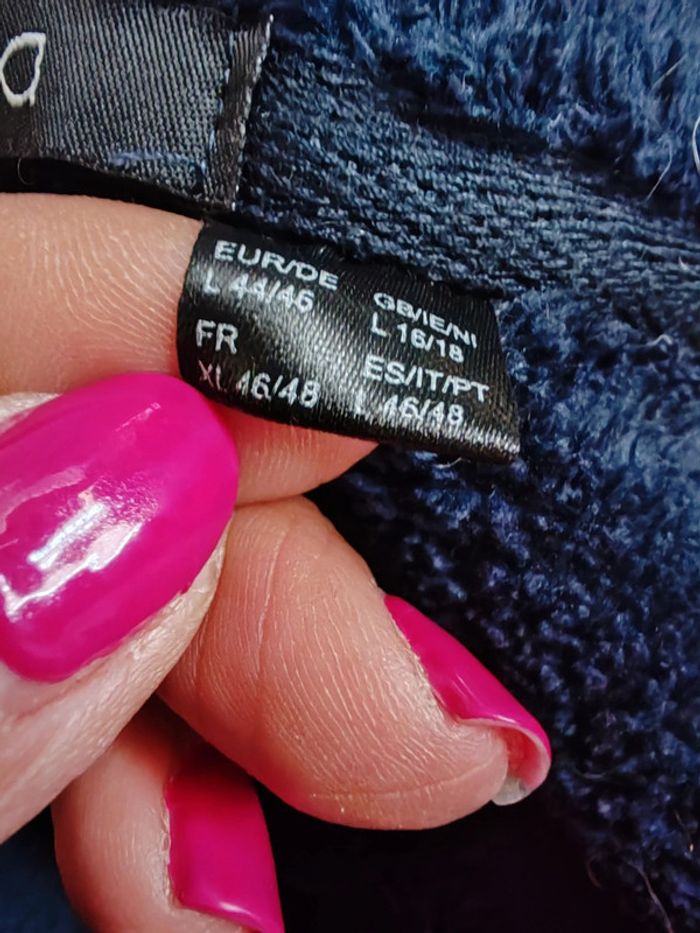 a
EUR/DE
L 44/46
GB/IE/NI
L 16/18
FR
XL 46/48
ES/IT/PT
L 46/48